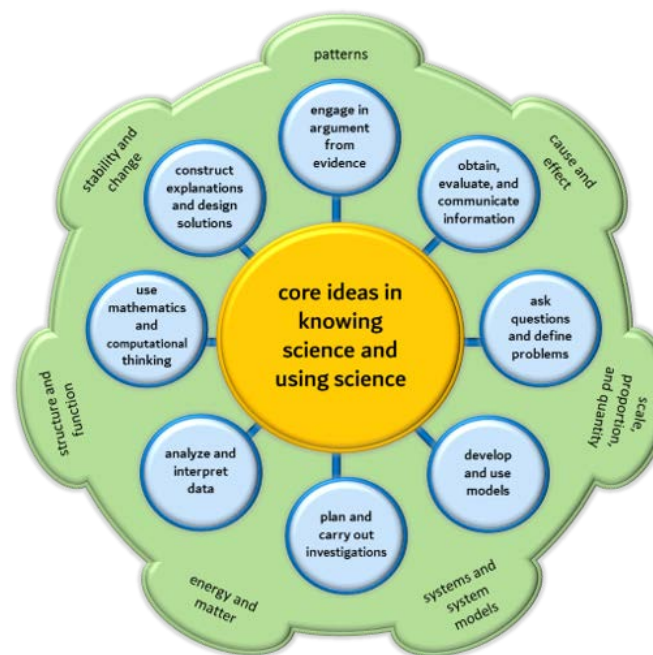 patterns
cause and
effect
scale,
proportion,
and quantity
systems and
system
models
energy and
matter
structure and
function
stability and
change
engage in
argument
from
evidence
obtain,
evaluate, and
communicate
information
ask
questions
and define
problems
develop
and use
models
plan and
carry out
investigations
analyze and
interpret
data
use
mathematics
and
computational
thinking
construct
explanations
and design
solutions
core ideas in
knowing
science and
using science